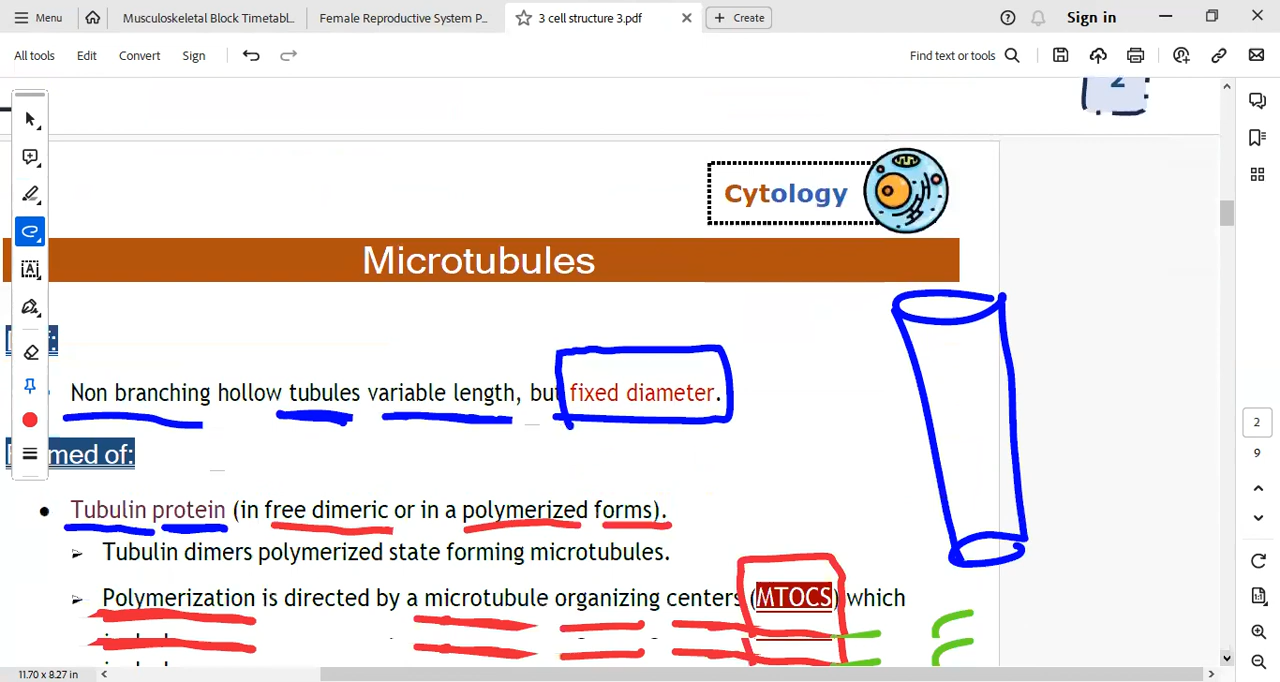 Menu
Musculoskeletal Block Timetabl...
Female Reproductive System P...
3 cell structure 3.pdf
Create
Sign in
All tools
Edit
Convert
Sign
Find text or tools
2
Cytology
Microtubules
Non branching hollow tubules variable length, but fixed diameter.
med of:
• Tubulin protein (in free dimeric or in a polymerized forms).
➢ Tubulin dimers polymerized state forming microtubules.
➢ Polymerization is directed by a microtubule organizing centers (MTOCS) which
2
9
11.70 x 8.27 in